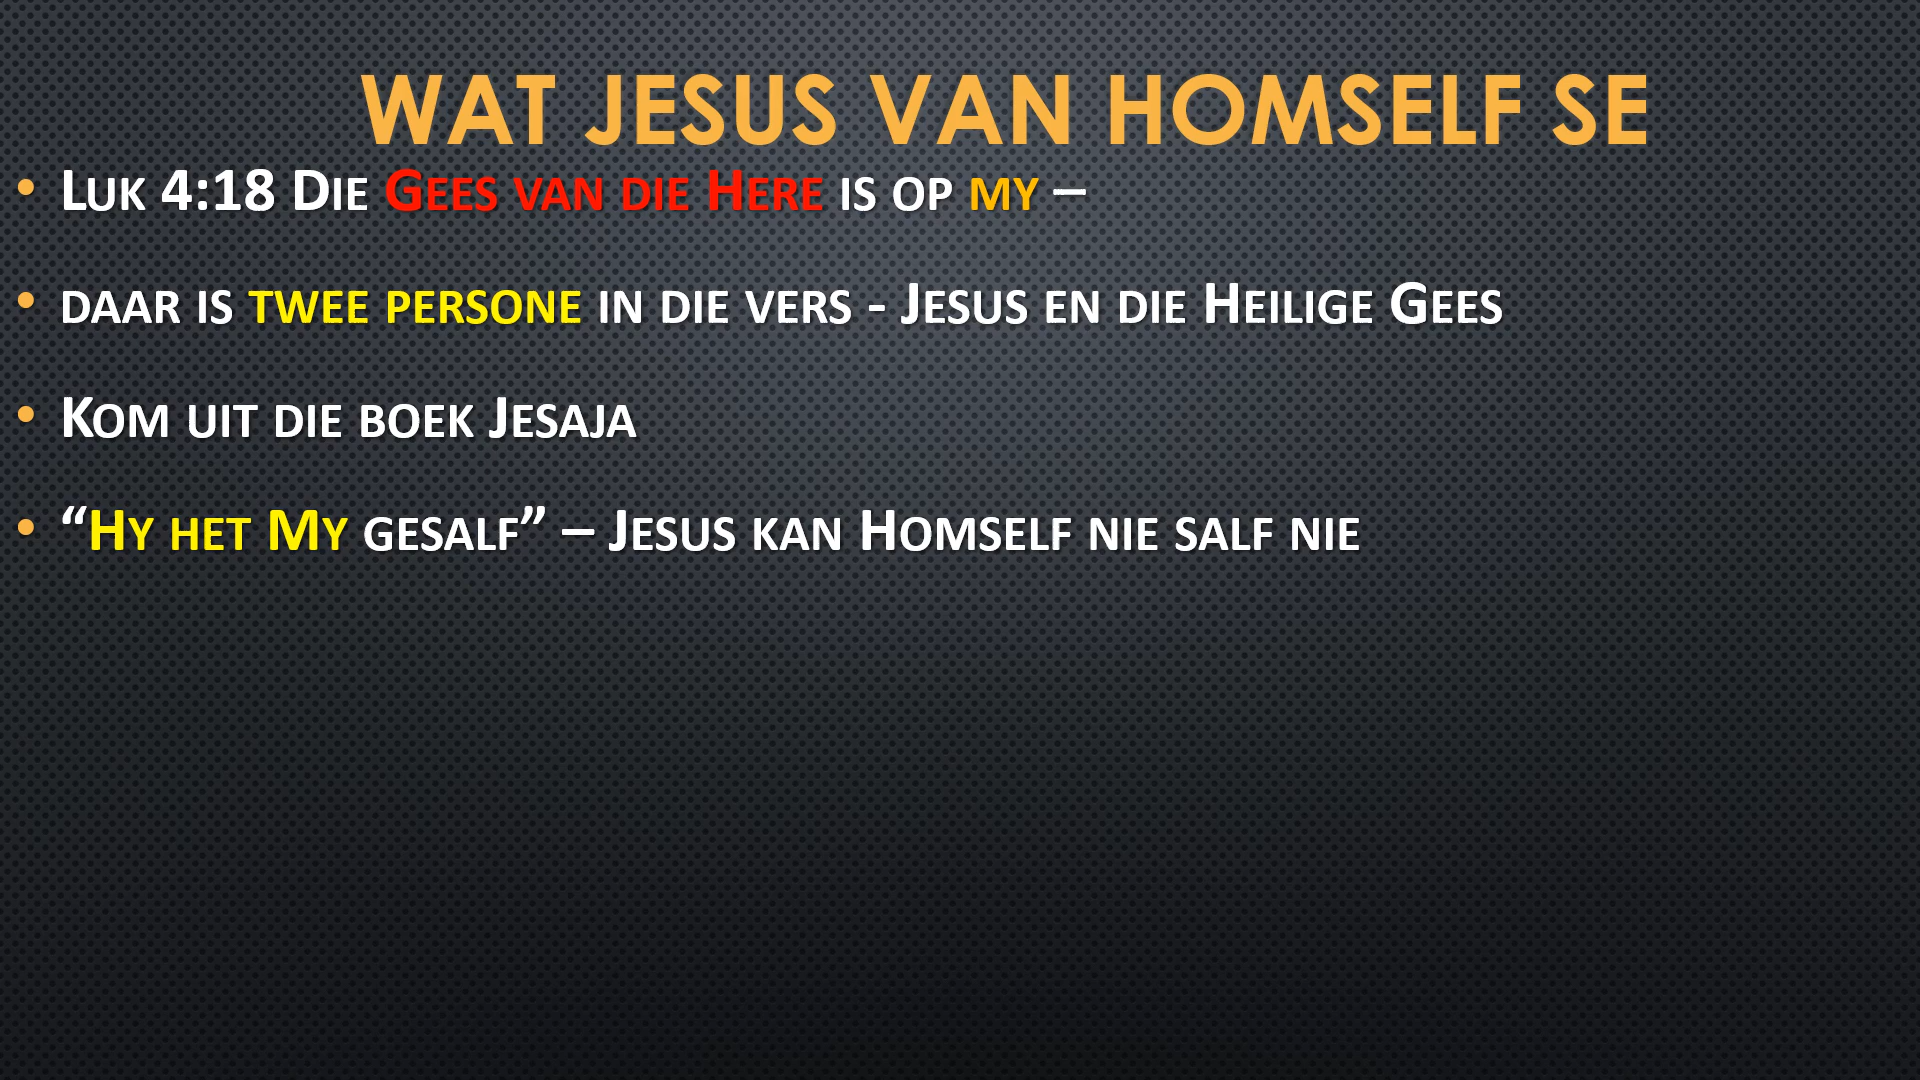 WAT JESUS VAN HOMSELF SE
• Luk 4:18 Die Gees van die Here is op my –
• daar is twee persone in die vers - Jesus en die Heilige Gees
• Kom uit die boek Jesaja
• “Hy het My gesalf” – Jesus kan Homself nie salf nie